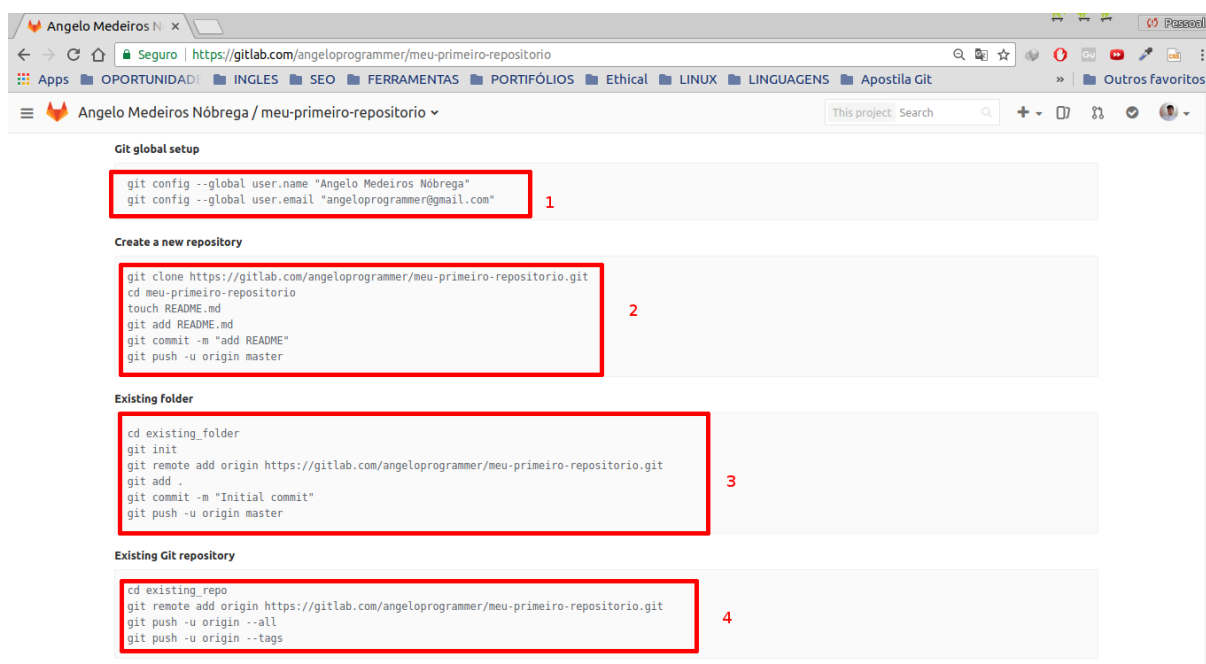 Angelo Medeiros N
Pessoal
Seguro https://gitlab.com/angeloprogrammer/meu-primeiro-repositorio
Apps OPORTUNIDADE INGLES SEO FERRAMENTAS PORTIFÓLIOS Ethical LINUX LINGUAGENS Apostila Git » Outros favoritos
Angelo Medeiros Nóbrega / meu-primeiro-repositorio This project Search
Git global setup
git config --global user.name "Angelo Medeiros Nóbrega"
git config --global user.email "angeloprogrammer@gmail.com"
1
Create a new repository
git clone https://gitlab.com/angeloprogrammer/meu-primeiro-repositorio.git
cd meu-primeiro-repositorio
touch README.md
git add README.md
git commit -m "add README"
git push -u origin master
2
Existing folder
cd existing_folder
git init
git remote add origin https://gitlab.com/angeloprogrammer/meu-primeiro-repositorio.git
git add .
git commit -m "Initial commit"
git push -u origin master
3
Existing Git repository
cd existing_repo
git remote add origin https://gitlab.com/angeloprogrammer/meu-primeiro-repositorio.git
git push -u origin --all
git push -u origin --tags
4